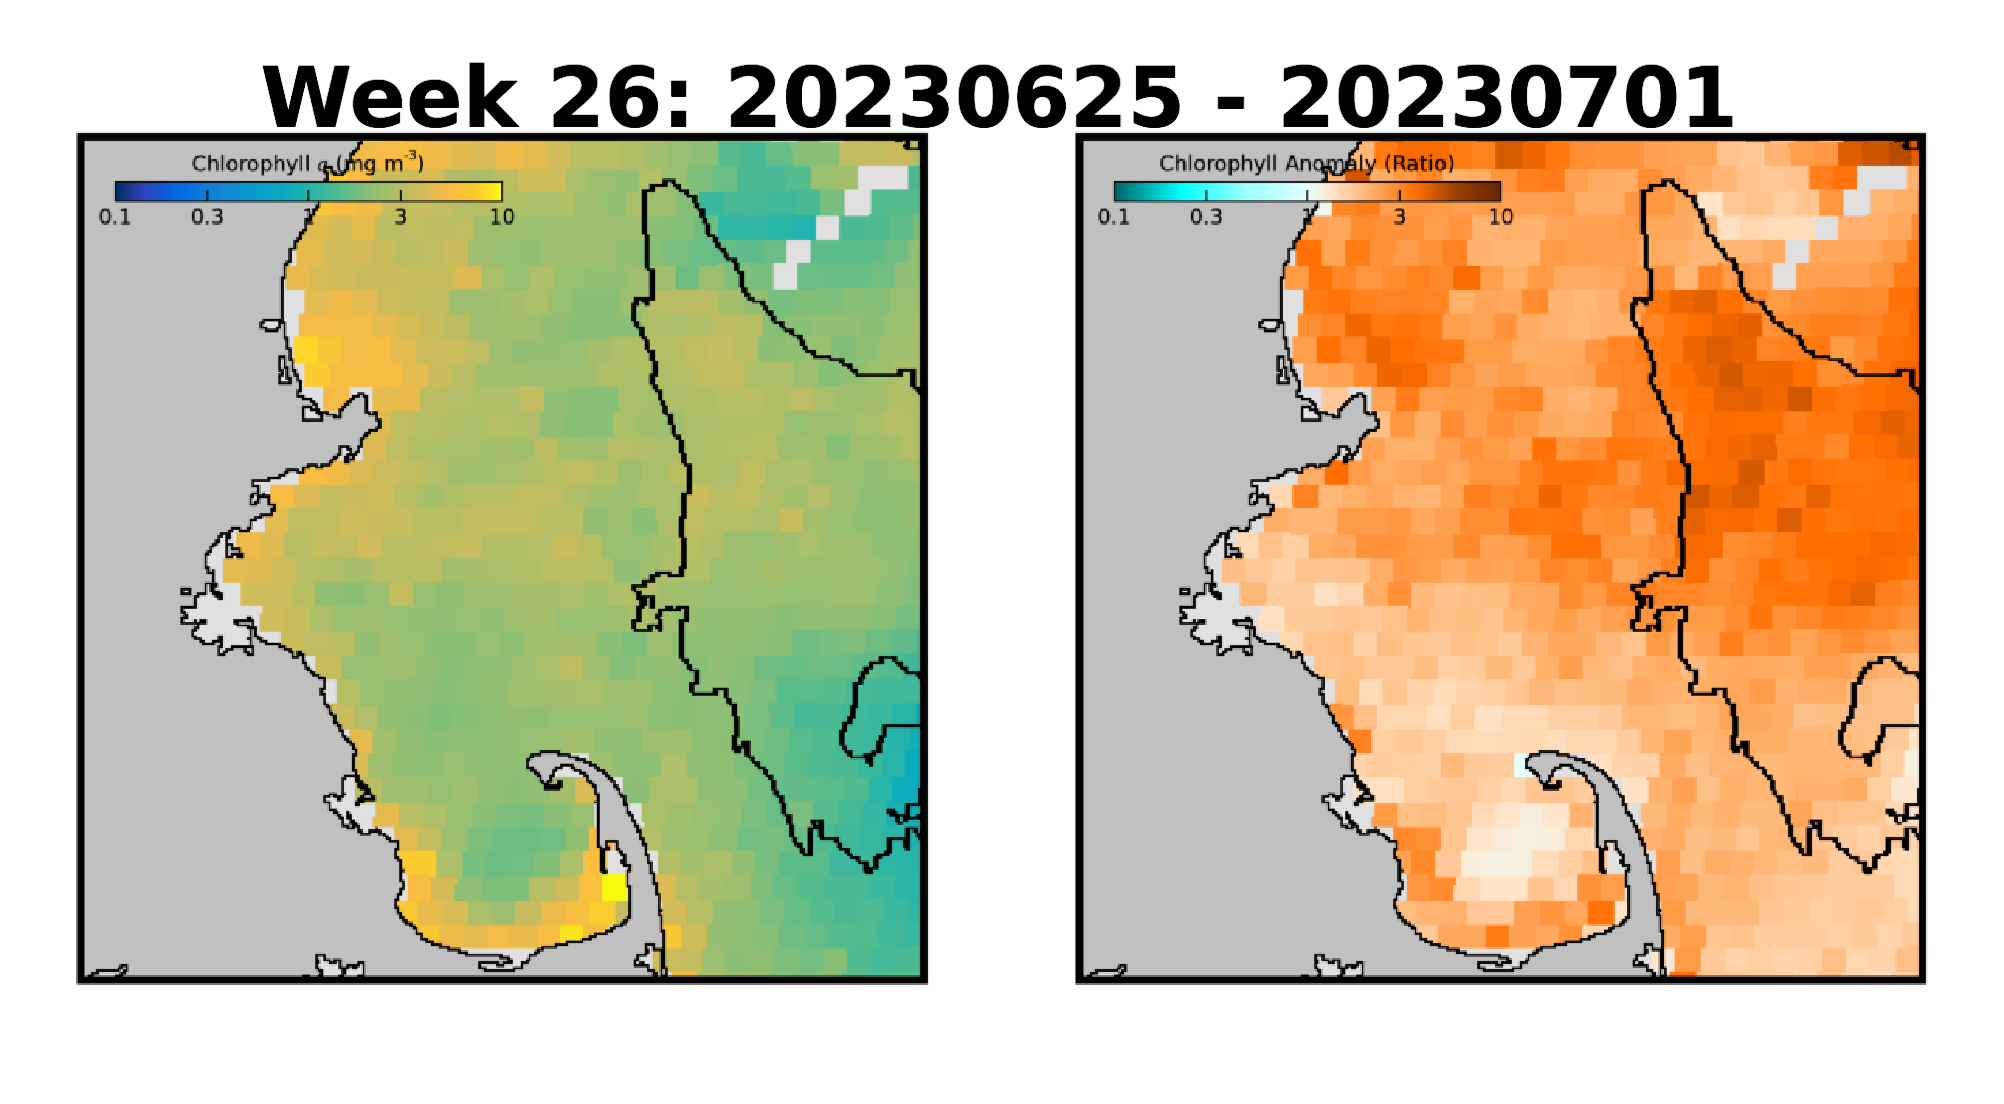 Week 26: 20230625 - 20230701
Chlorophyll a (mg m-3)
0.1 0.3 1 3 10
Chlorophyll Anomaly (Ratio)
0.1 0.3 1 3 10